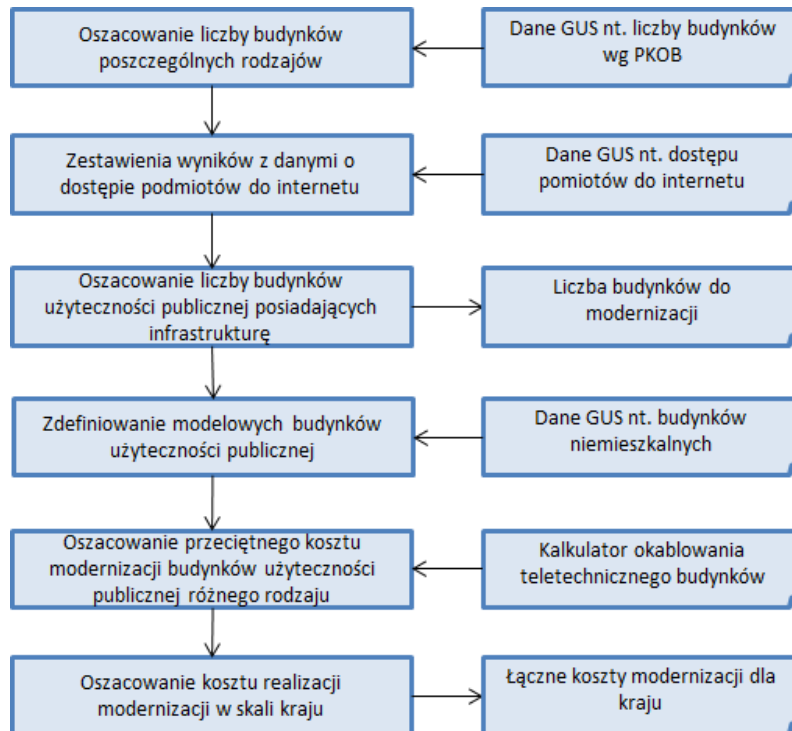 Oszacowanie liczby budynków
poszczególnych rodzajów
Dane GUS nt. liczby budynków
wg PKOB
Zestawienia wyników z danymi o
dostępie podmiotów do internetu
Dane GUS nt. dostępu
pomiotów do internetu
Oszacowanie liczby budynków
użyteczności publicznej posiadających
infrastrukturę
Liczba budynków do
modernizacji
Zdefiniowanie modelowych budynków
użyteczności publicznej
Dane GUS nt. budynków
niemieszkalnych
Oszacowanie przeciętnego kosztu
modernizacji budynków użyteczności
publicznej różnego rodzaju
Kalkulator okablowania
teletechnicznego budynków
Oszacowanie kosztu realizacji
modernizacji w skali kraju
Łączne koszty modernizacji dla
kraju